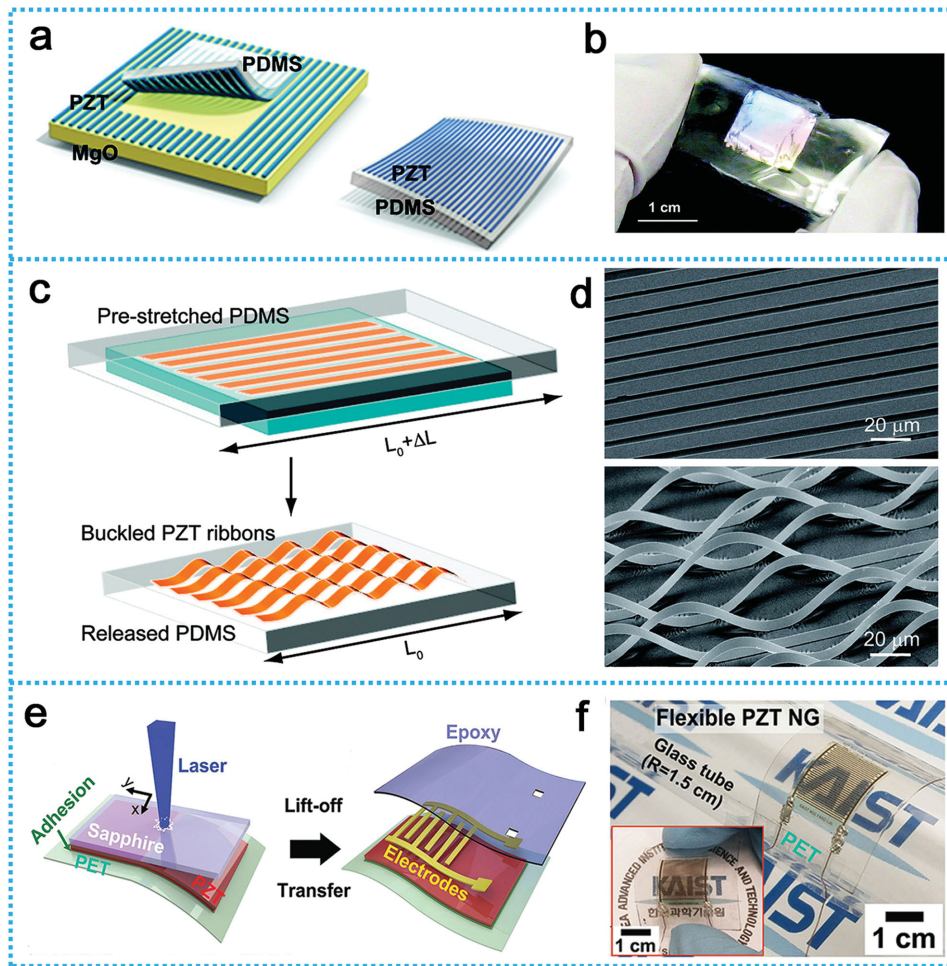 a
PDMS
PZT
MgO
PZT
PDMS
b
1 cm
c
Pre-stretched PDMS
L₀+ΔL
Buckled PZT ribbons
Released PDMS
L₀
d
20 μm
20 μm
e
Laser
y
x
Adhesion
Sapphire
PET
PZT
Lift-off
Transfer
Epoxy
Electrodes
f
Flexible PZT NG
Glass tube
(R=1.5 cm)
KAIST
PET
KAIST
1 cm
1 cm